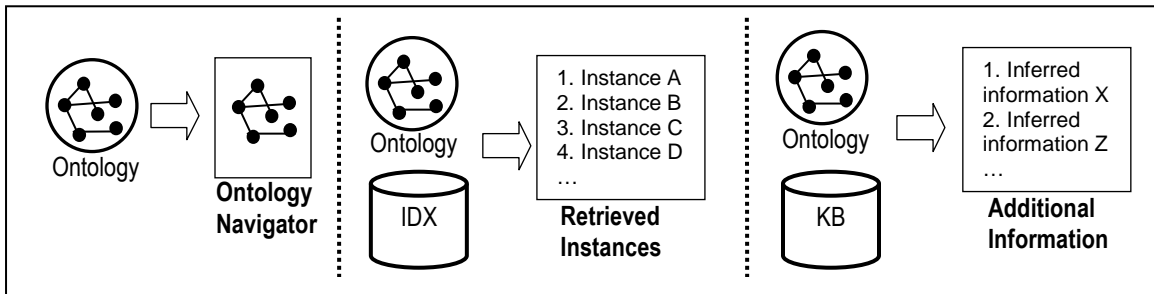 Ontology
Ontology
Navigator
Ontology
IDX
1. Instance A
2. Instance B
3. Instance C
4. Instance D
…
Retrieved
Instances
Ontology
KB
1. Inferred
information X
2. Inferred
information Z
…
Additional
Information